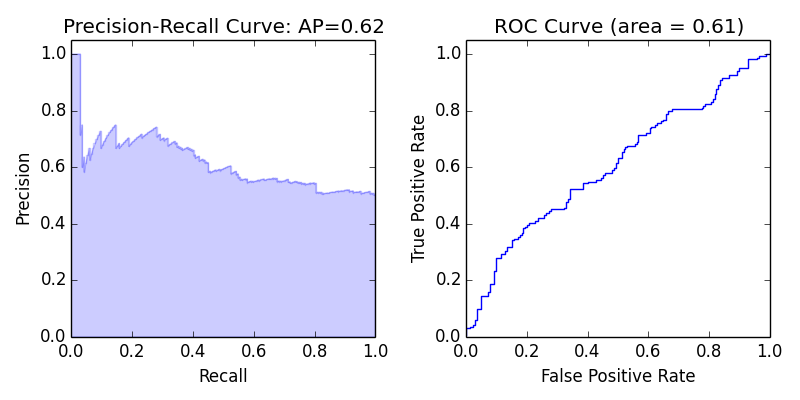 Precision-Recall Curve: AP=0.62
1.0
0.8
0.6
0.4
0.2
0.0
Precision
0.0 0.2 0.4 0.6 0.8 1.0
Recall
ROC Curve (area = 0.61)
1.0
0.8
0.6
0.4
0.2
0.0
True Positive Rate
0.0 0.2 0.4 0.6 0.8 1.0
False Positive Rate